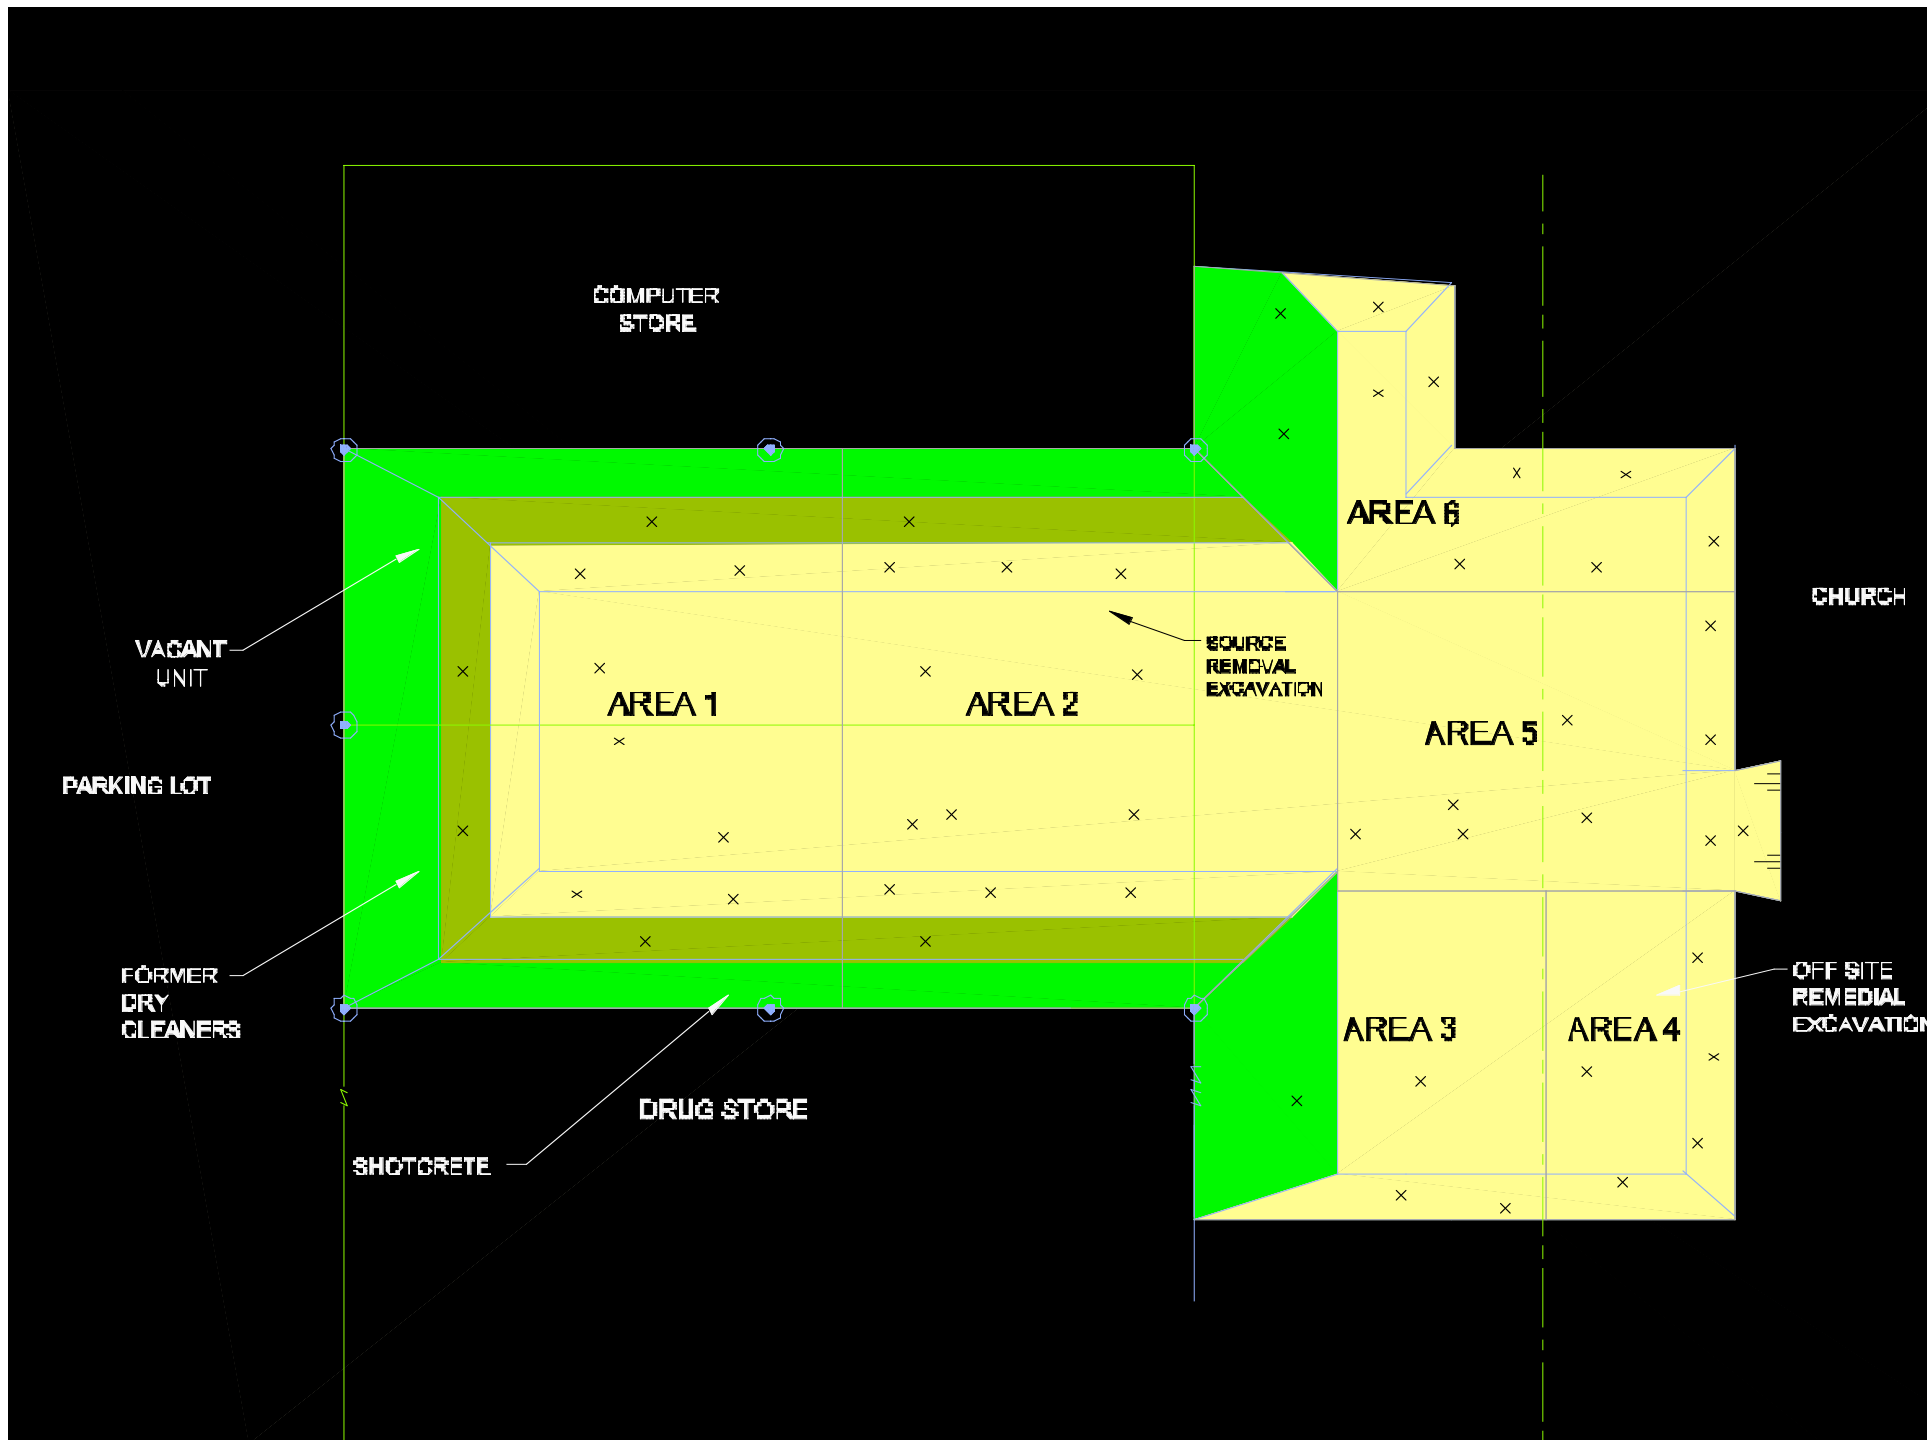 COMPUTER
STORE
AREA 6
CHURCH
VACANT
UNIT
SOURCE
REMOVAL
EXCAVATION
AREA 1
AREA 2
AREA 5
PARKING LOT
FORMER
DRY
CLEANERS
OFF SITE
REMEDIAL
EXCAVATION
AREA 3
AREA 4
DRUG STORE
SHOTCRETE